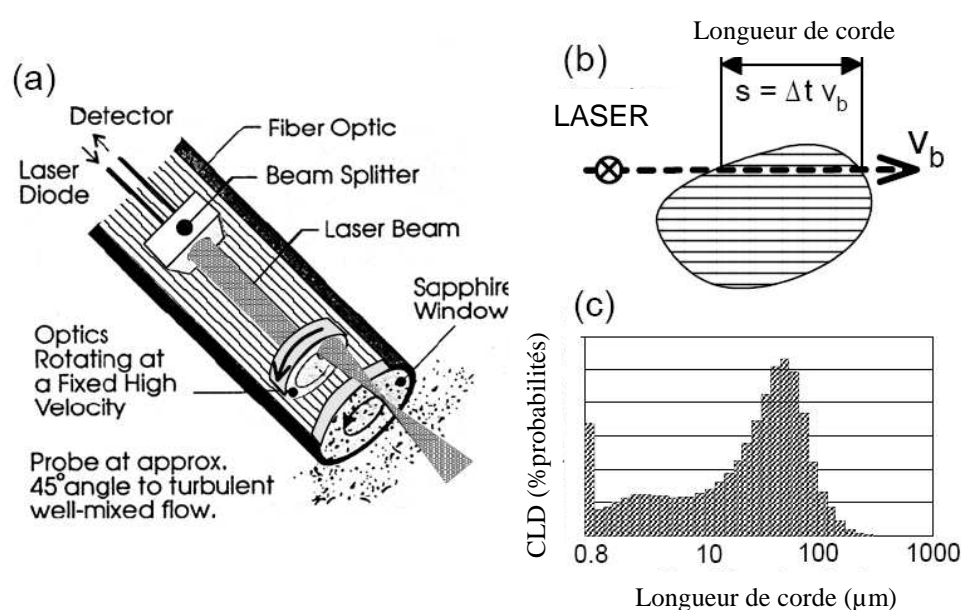 (a)
Detector
Laser
Diode
Fiber Optic
Beam Splitter
Laser Beam
Sapphire
Window
Optics
Rotating at
a Fixed High
Velocity
Probe at approx.
45°angle to turbulent
well-mixed flow.
Longueur de corde
(b)
s = Δt v_b
LASER
V_b
(c)
CLD (%probabilités)
0.8 10 100 1000
Longueur de corde (µm)